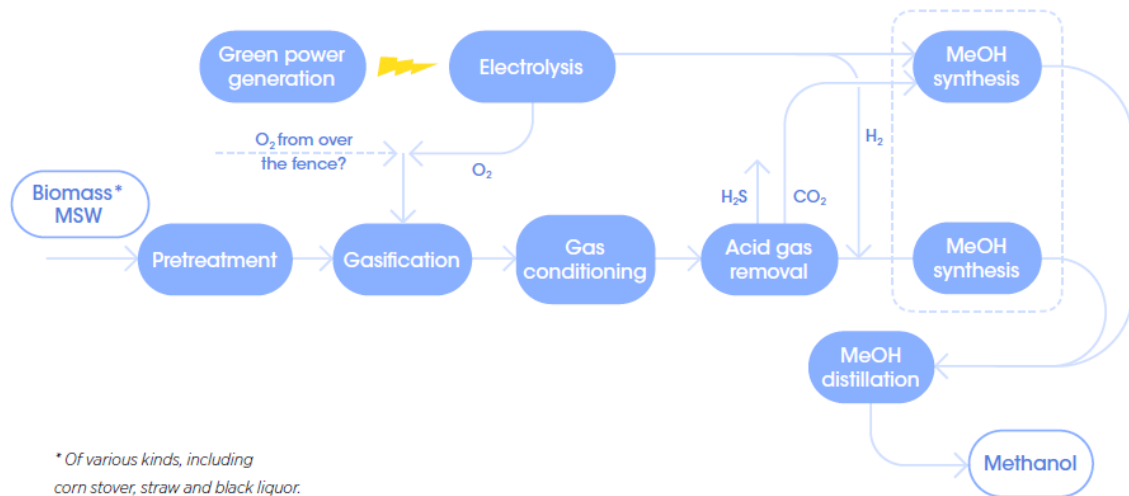 Green power
generation
Electrolysis
MeOH
synthesis
O₂ from over
the fence?
O₂
H₂
Biomass*
MSW
H₂S
CO₂
Pretreatment
Gasification
Gas
conditioning
Acid gas
removal
MeOH
synthesis
MeOH
distillation
Methanol
* Of various kinds, including
corn stover, straw and black liquor.